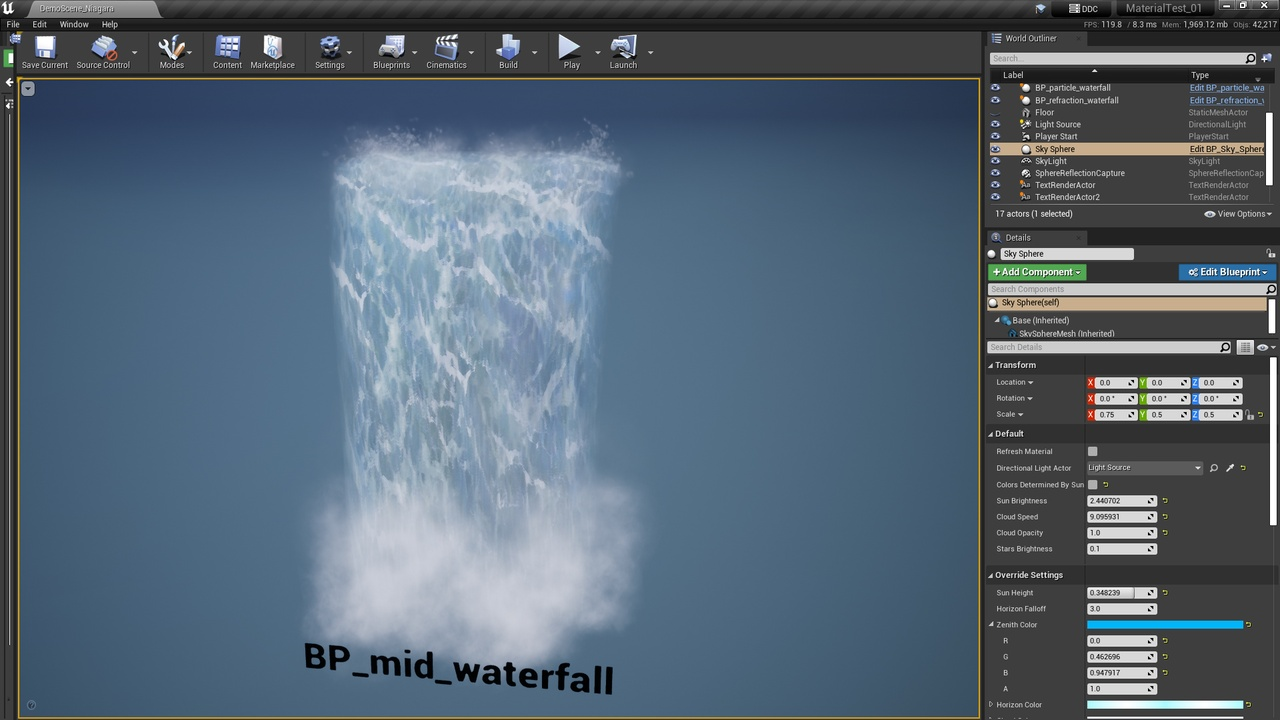 DemoScene_Niagara
DDC
MaterialTest_01
File Edit Window Help
FPS: 119.8 / 8.3 ms Mem: 1,969.12 mb Objs: 42,217
Save Current
Source Control
Modes
Content
Marketplace
Settings
Blueprints
Cinematics
Build
Play
Launch
World Outliner
Search...
Label Type
BP_particle_waterfall Edit BP_particle_wa
BP_refraction_waterfall Edit BP_refraction_
Floor StaticMeshActor
Light Source DirectionalLight
Player Start PlayerStart
Sky Sphere Edit BP_Sky_Sphere
SkyLight SkyLight
SphereReflectionCapture SphereReflectionCap
TextRenderActor TextRenderActor
TextRenderActor2 TextRenderActor
17 actors (1 selected) View Options
Details
Sky Sphere
+Add Component Edit Blueprint
Search Components
Sky Sphere(self)
Base (Inherited)
SkySphereMesh (Inherited)
Search Details
Transform
Location X 0.0 Y 0.0 Z 0.0
Rotation X 0.0 ° Y 0.0 ° Z 0.0 °
Scale X 0.75 Y 0.5 Z 0.5
Default
Refresh Material
Directional Light Actor Light Source
Colors Determined By Sun
Sun Brightness 2.440702
Cloud Speed 9.095931
Cloud Opacity 1.0
Stars Brightness 0.1
Override Settings
Sun Height 0.348239
Horizon Falloff 3.0
Zenith Color
R 0.0
G 0.462696
B 0.947917
A 1.0
Horizon Color
BP_mid_waterfall